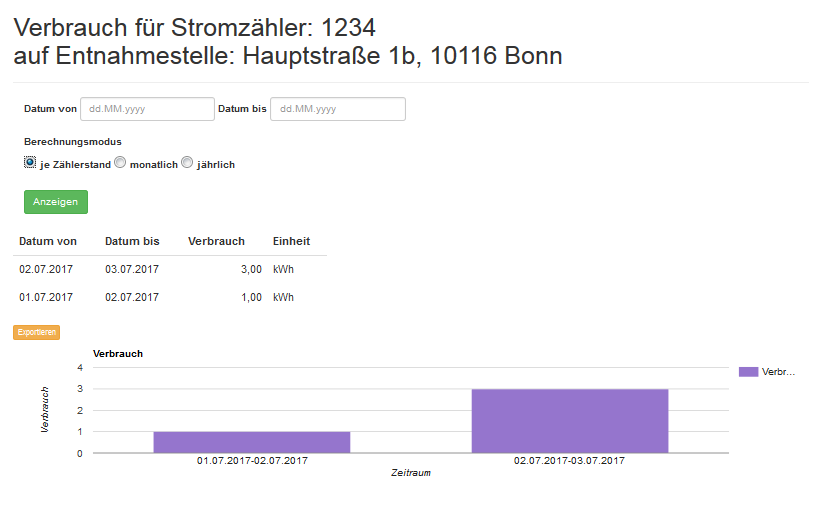 Verbrauch für Stromzähler: 1234
auf Entnahmestelle: Hauptstraße 1b, 10116 Bonn
Datum von dd.MM.yyyy Datum bis dd.MM.yyyy
Berechnungsmodus
je Zählerstand monatlich jährlich
Anzeigen
Datum von Datum bis Verbrauch Einheit
02.07.2017 03.07.2017 3,00 kWh
01.07.2017 02.07.2017 1,00 kWh
Exportieren
Verbrauch
4
3
2
1
0
Verbrauch
01.07.2017-02.07.2017 02.07.2017-03.07.2017
Zeitraum
Verbr...